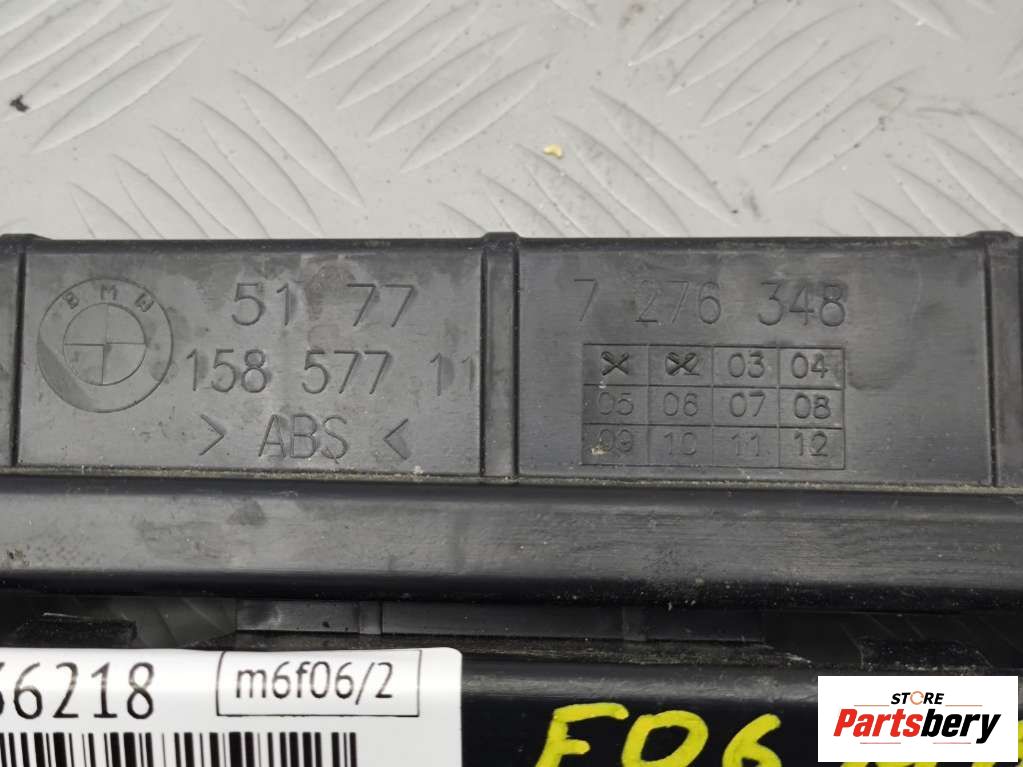 BMW
51 77
158 577 11
> ABS <
7 276 348
03 04
05 06 07 08
09 10 11 12
36218
m6f06/2
F06
STORE
Partsbery